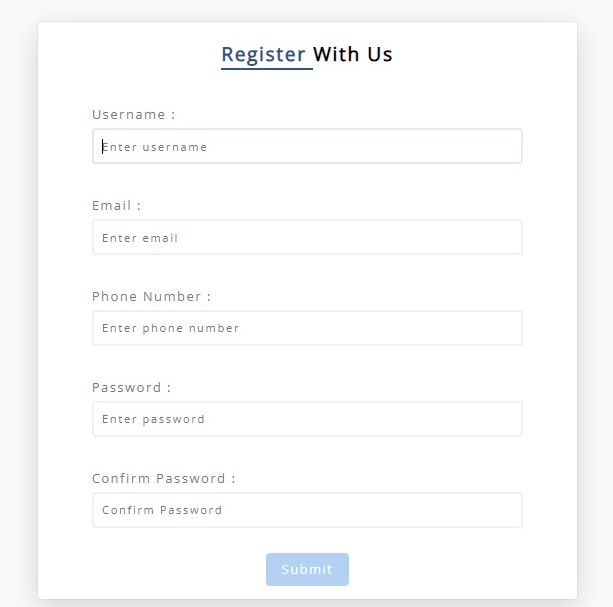 Register With Us
Username :
Enter username
Email :
Enter email
Phone Number :
Enter phone number
Password :
Enter password
Confirm Password :
Confirm Password
Submit